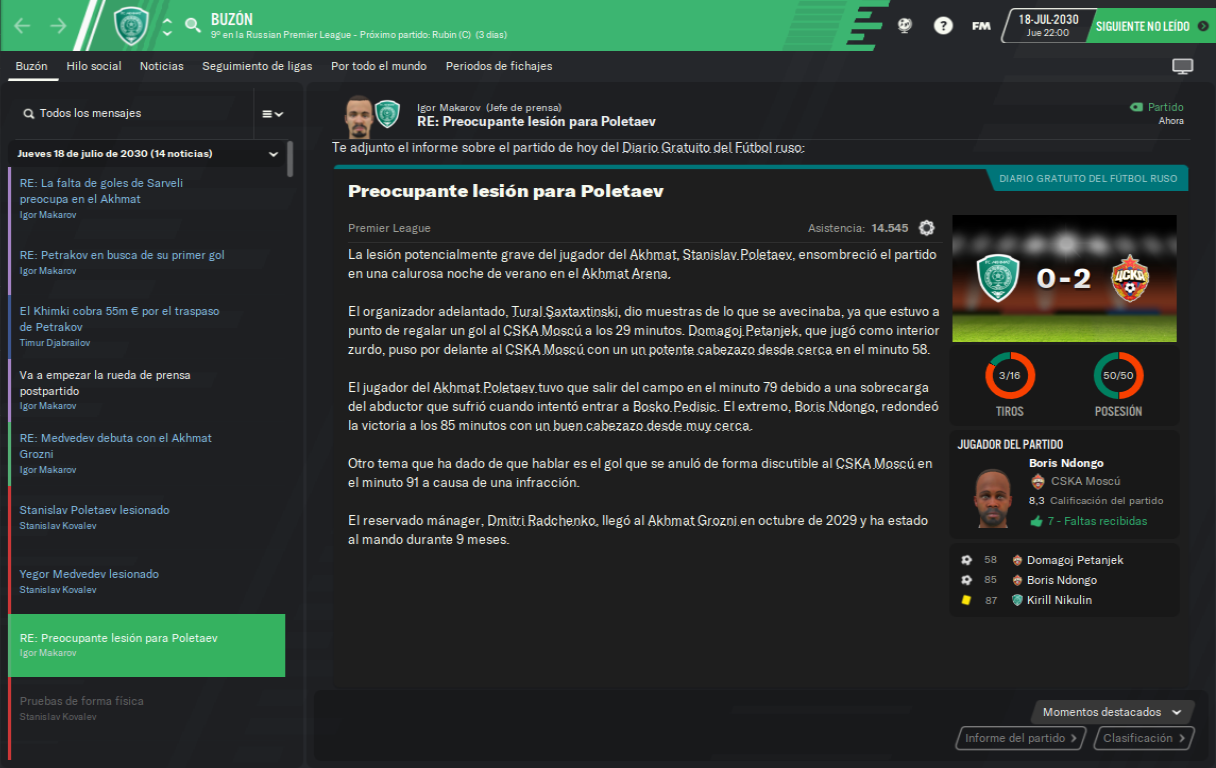 BUZÓN
9º en la Russian Premier League - Próximo partido: Rubin (C) (3 días)
?
FM
18-JUL-2030
Jue 22:00
SIGUIENTE NO LEÍDO
Buzón
Hilo social
Noticias
Seguimiento de ligas
Por todo el mundo
Periodos de fichajes
Todos los mensajes
Jueves 18 de julio de 2030 (14 noticias)
RE: La falta de goles de Sarveli
preocupa en el Akhmat
Igor Makarov
RE: Petrakov en busca de su primer gol
Igor Makarov
El Khimki cobra 55m € por el traspaso
de Petrakov
Timur Djabrailov
Va a empezar la rueda de prensa
postpartido
Igor Makarov
RE: Medvedev debuta con el Akhmat
Grozni
Igor Makarov
Stanislav Poletaev lesionado
Stanislav Kovalev
Yegor Medvedev lesionado
Stanislav Kovalev
RE: Preocupante lesión para Poletaev
Igor Makarov
Pruebas de forma física
Stanislav Kovalev
Igor Makarov (Jefe de prensa)
RE: Preocupante lesión para Poletaev
Partido
Ahora
Te adjunto el informe sobre el partido de hoy del Diario Gratuito del Fútbol ruso:
DIARIO GRATUITO DEL FÚTBOL RUSO
Preocupante lesión para Poletaev
Premier League
Asistencia: 14.545
La lesión potencialmente grave del jugador del Akhmat, Stanislav Poletaev, ensombreció el partido
en una calurosa noche de verano en el Akhmat Arena.
El organizador adelantado, Tural Şaxtaxtinski, dio muestras de lo que se avecinaba, ya que estuvo a
punto de regalar un gol al CSKA Moscú a los 29 minutos. Domagoj Petanjek, que jugó como interior
zurdo, puso por delante al CSKA Moscú con un un potente cabezazo desde cerca en el minuto 58.
El jugador del Akhmat Poletaev tuvo que salir del campo en el minuto 79 debido a una sobrecarga
del abductor que sufrió cuando intentó entrar a Bosko Pedisic. El extremo, Boris Ndongo, redondeó
la victoria a los 85 minutos con un buen cabezazo desde muy cerca.
Otro tema que ha dado de que hablar es el gol que se anuló de forma discutible al CSKA Moscú en
el minuto 91 a causa de una infracción.
El reservado mánager, Dmitri Radchenko, llegó al Akhmat Grozni en octubre de 2029 y ha estado
al mando durante 9 meses.
0-2
ЦСКА
3/16
TIROS
50/50
POSESIÓN
JUGADOR DEL PARTIDO
Boris Ndongo
CSKA Moscú
8,3 Calificación del partido
7 - Faltas recibidas
58 Domagoj Petanjek
85 Boris Ndongo
87 Kirill Nikulin
Momentos destacados
Informe del partido
Clasificación